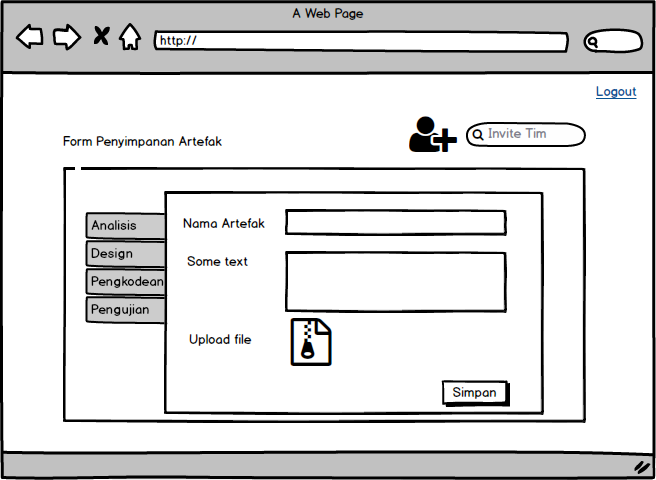 A Web Page
http://
Logout
Form Penyimpanan Artefak
Invite Tim
Analisis
Design
Pengkodean
Pengujian
Nama Artefak
Some text
Upload file
Simpan